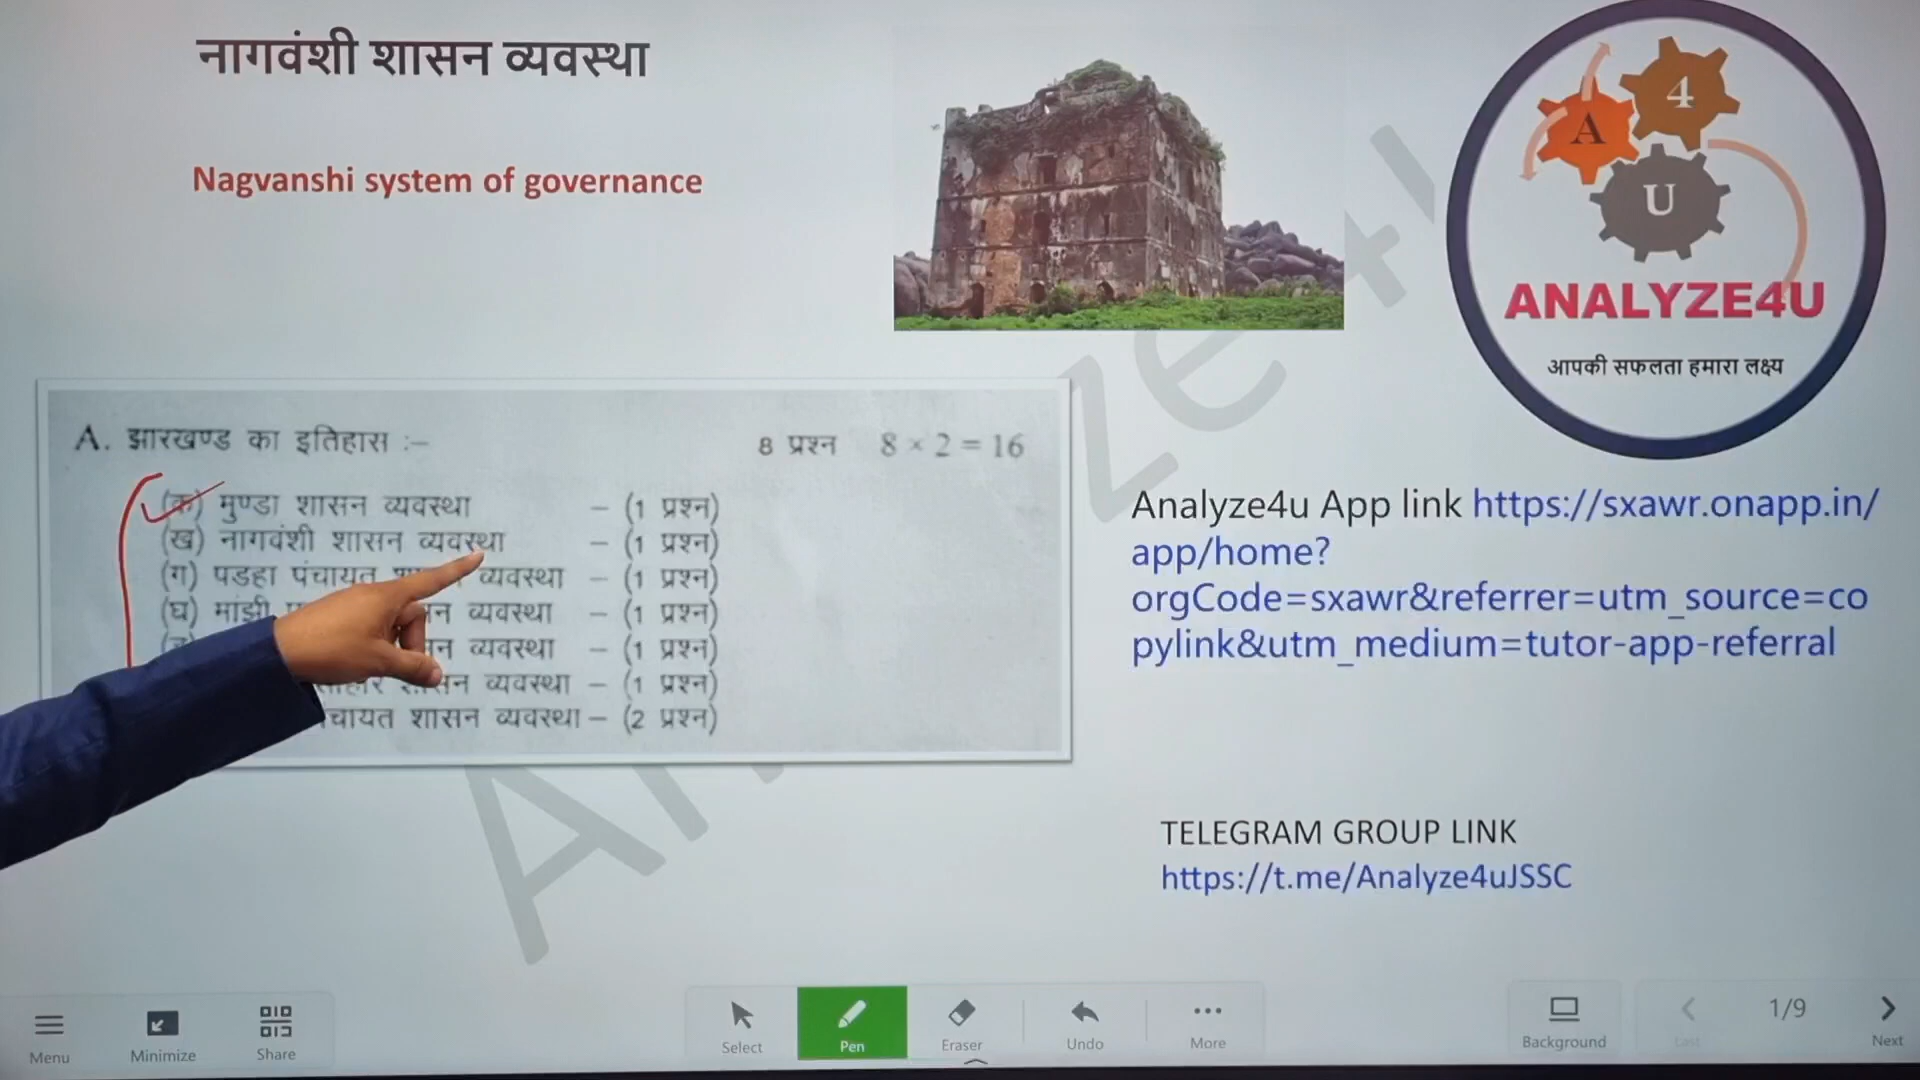 नागवंशी शासन व्यवस्था
Nagvanshi system of governance
A
4
U
ANALYZE4U
आपकी सफलता हमारा लक्ष्य
A. झारखण्ड का इतिहास :– 8 प्रश्न 8 × 2 = 16
(क) मुण्डा शासन व्यवस्था – (1 प्रश्न)
(ख) नागवंशी शासन व्यवस्था – (1 प्रश्न)
(ग) पडहा पंचायत व्यवस्था – (1 प्रश्न)
(घ) मांझी व्यवस्था – (1 प्रश्न)
व्यवस्था – (1 प्रश्न)
व्यवस्था – (1 प्रश्न)
शासन व्यवस्था – (2 प्रश्न)
Analyze4u App link https://sxawr.onapp.in/
app/home?
orgCode=sxawr&referrer=utm_source=co
pylink&utm_medium=tutor-app-referral
TELEGRAM GROUP LINK
https://t.me/Analyze4uJSSC
Menu
Minimize
Share
Select
Pen
Eraser
Undo
More
Background
Last
1/9
Next